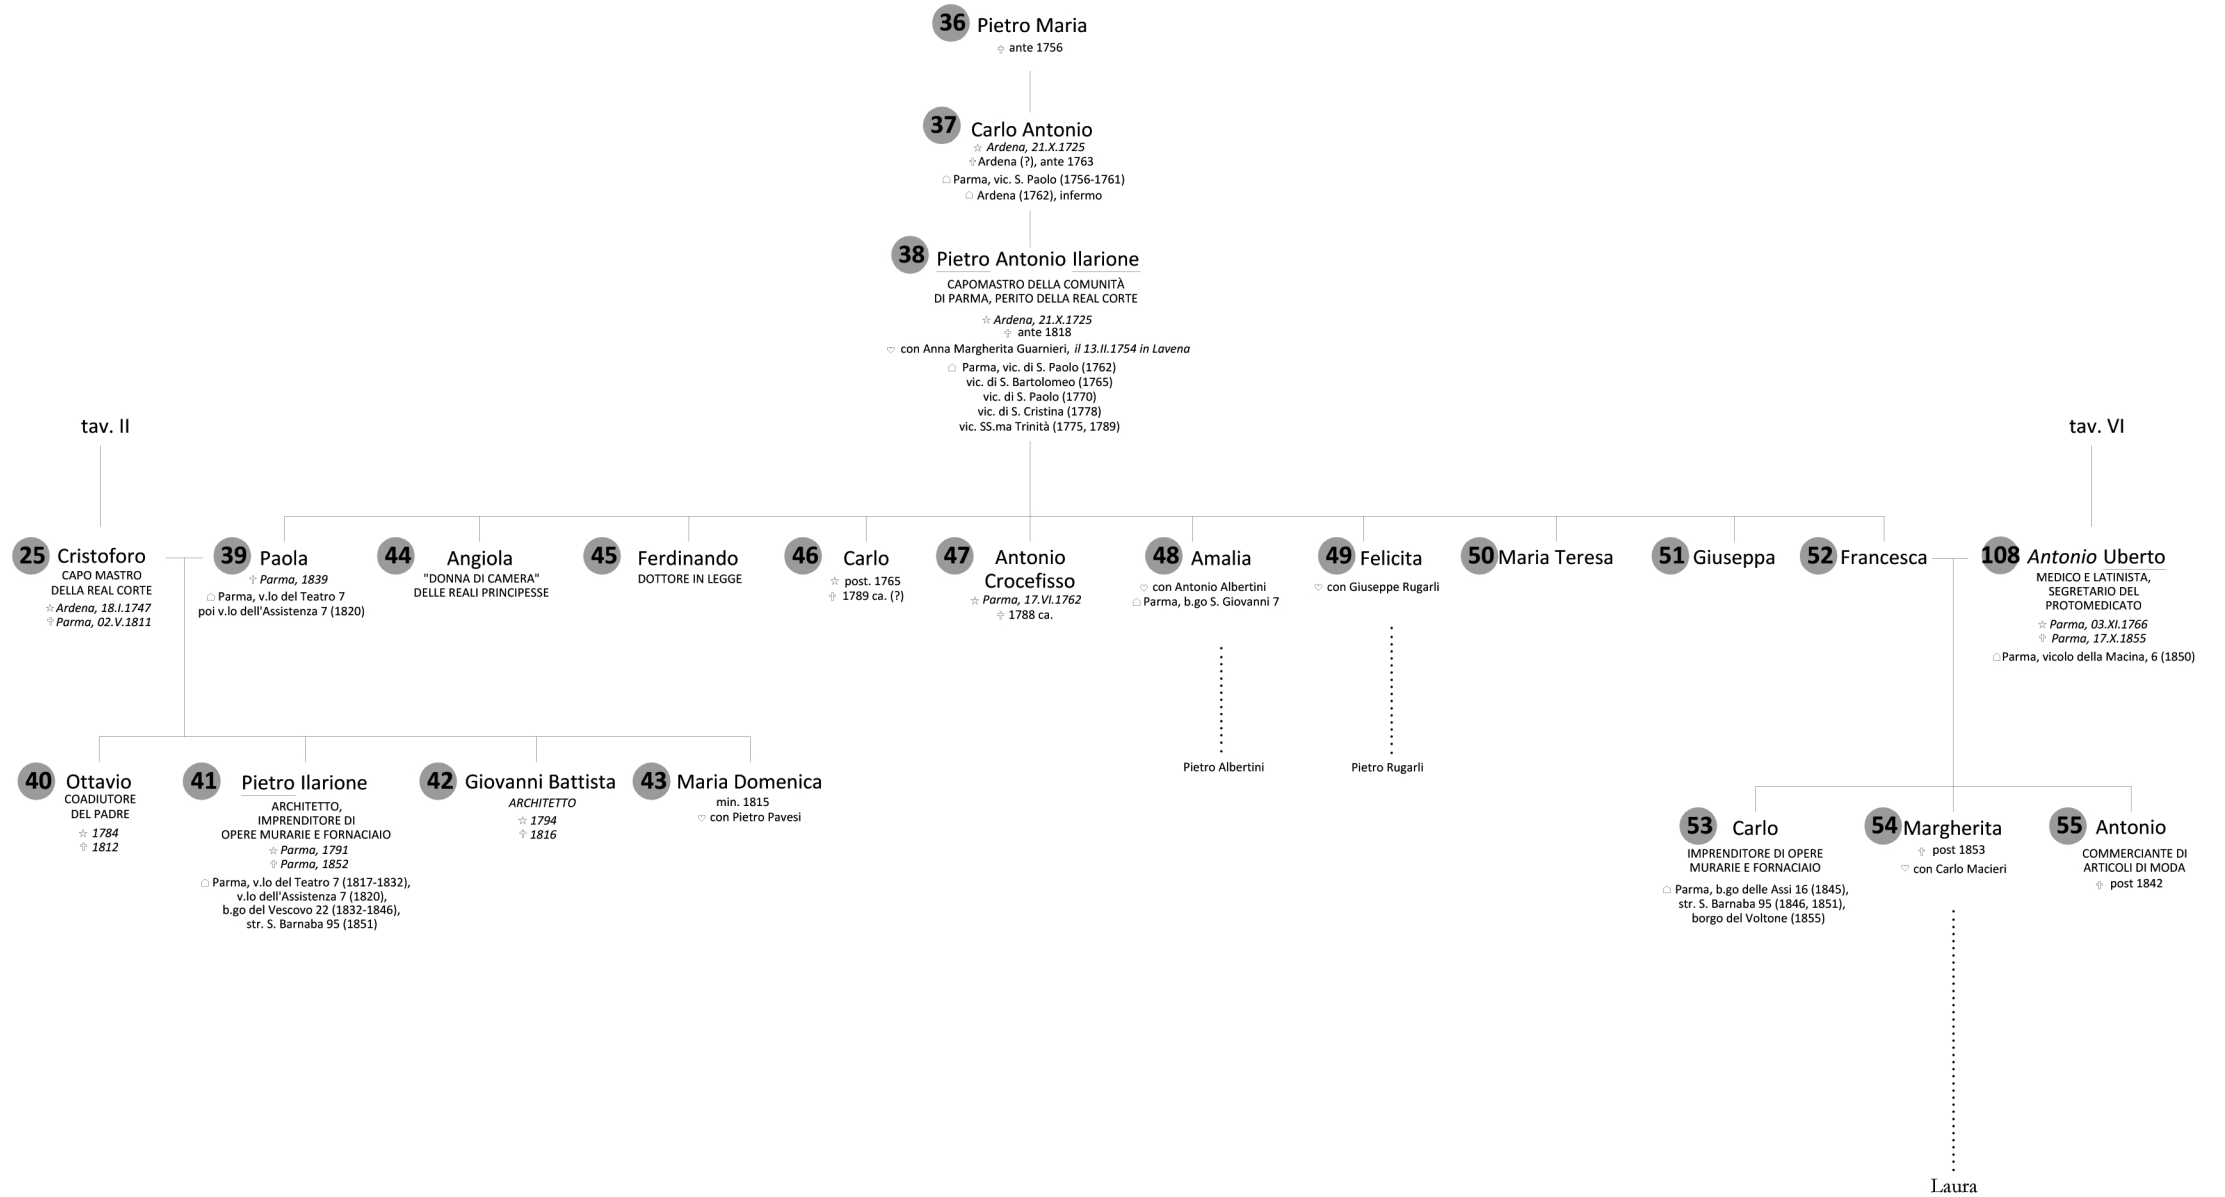 36 Pietro Maria
ante 1756
37 Carlo Antonio
Ardena, 21.X.1725
Ardena (?), ante 1763
Parma, vic. S. Paolo (1756-1761)
Ardena (1762), infermo
38 Pietro Antonio Ilarione
CAPOMASTRO DELLA COMUNITÀ
DI PARMA, PERITO DELLA REAL CORTE
Ardena, 21.X.1725
ante 1818
con Anna Margherita Guarnieri, il 13.II.1754 in Lavena
Parma, vic. di S. Paolo (1762)
vic. di S. Bartolomeo (1765)
vic. di S. Paolo (1770)
vic. di S. Cristina (1778)
vic. SS.ma Trinità (1775, 1789)
tav. II
tav. VI
25 Cristoforo
CAPO MASTRO
DELLA REAL CORTE
Ardena, 18.I.1747
Parma, 02.V.1811
39 Paola
Parma, 1839
Parma, v.lo del Teatro 7
poi v.lo dell'Assistenza 7 (1820)
44 Angiola
"DONNA DI CAMERA"
DELLE REALI PRINCIPESSE
45 Ferdinando
DOTTORE IN LEGGE
46 Carlo
post. 1765
1789 ca. (?)
47 Antonio
Crocefisso
Parma, 17.VI.1762
1788 ca.
48 Amalia
con Antonio Albertini
Parma, b.go S. Giovanni 7
Pietro Albertini
49 Felicita
con Giuseppe Rugarli
Pietro Rugarli
50 Maria Teresa
51 Giuseppa
52 Francesca
108 Antonio Uberto
MEDICO E LATINISTA,
SEGRETARIO DEL
PROTOMEDICATO
Parma, 03.XI.1766
Parma, 17.X.1855
Parma, vicolo della Macina, 6 (1850)
40 Ottavio
COADIUTORE
DEL PADRE
1784
1812
41 Pietro Ilarione
ARCHITETTO,
IMPRENDITORE DI
OPERE MURARIE E FORNACIAIO
Parma, 1791
Parma, 1852
Parma, v.lo del Teatro 7 (1817-1832),
v.lo dell'Assistenza 7 (1820),
b.go del Vescovo 22 (1832-1846),
str. S. Barnaba 95 (1851)
42 Giovanni Battista
ARCHITETTO
1794
1816
43 Maria Domenica
min. 1815
con Pietro Pavesi
53 Carlo
IMPRENDITORE DI OPERE
MURARIE E FORNACIAIO
Parma, b.go delle Assi 16 (1845),
str. S. Barnaba 95 (1846, 1851),
borgo del Voltone (1855)
54 Margherita
post 1853
con Carlo Macieri
55 Antonio
COMMERCIANTE DI
ARTICOLI DI MODA
post 1842
Laura